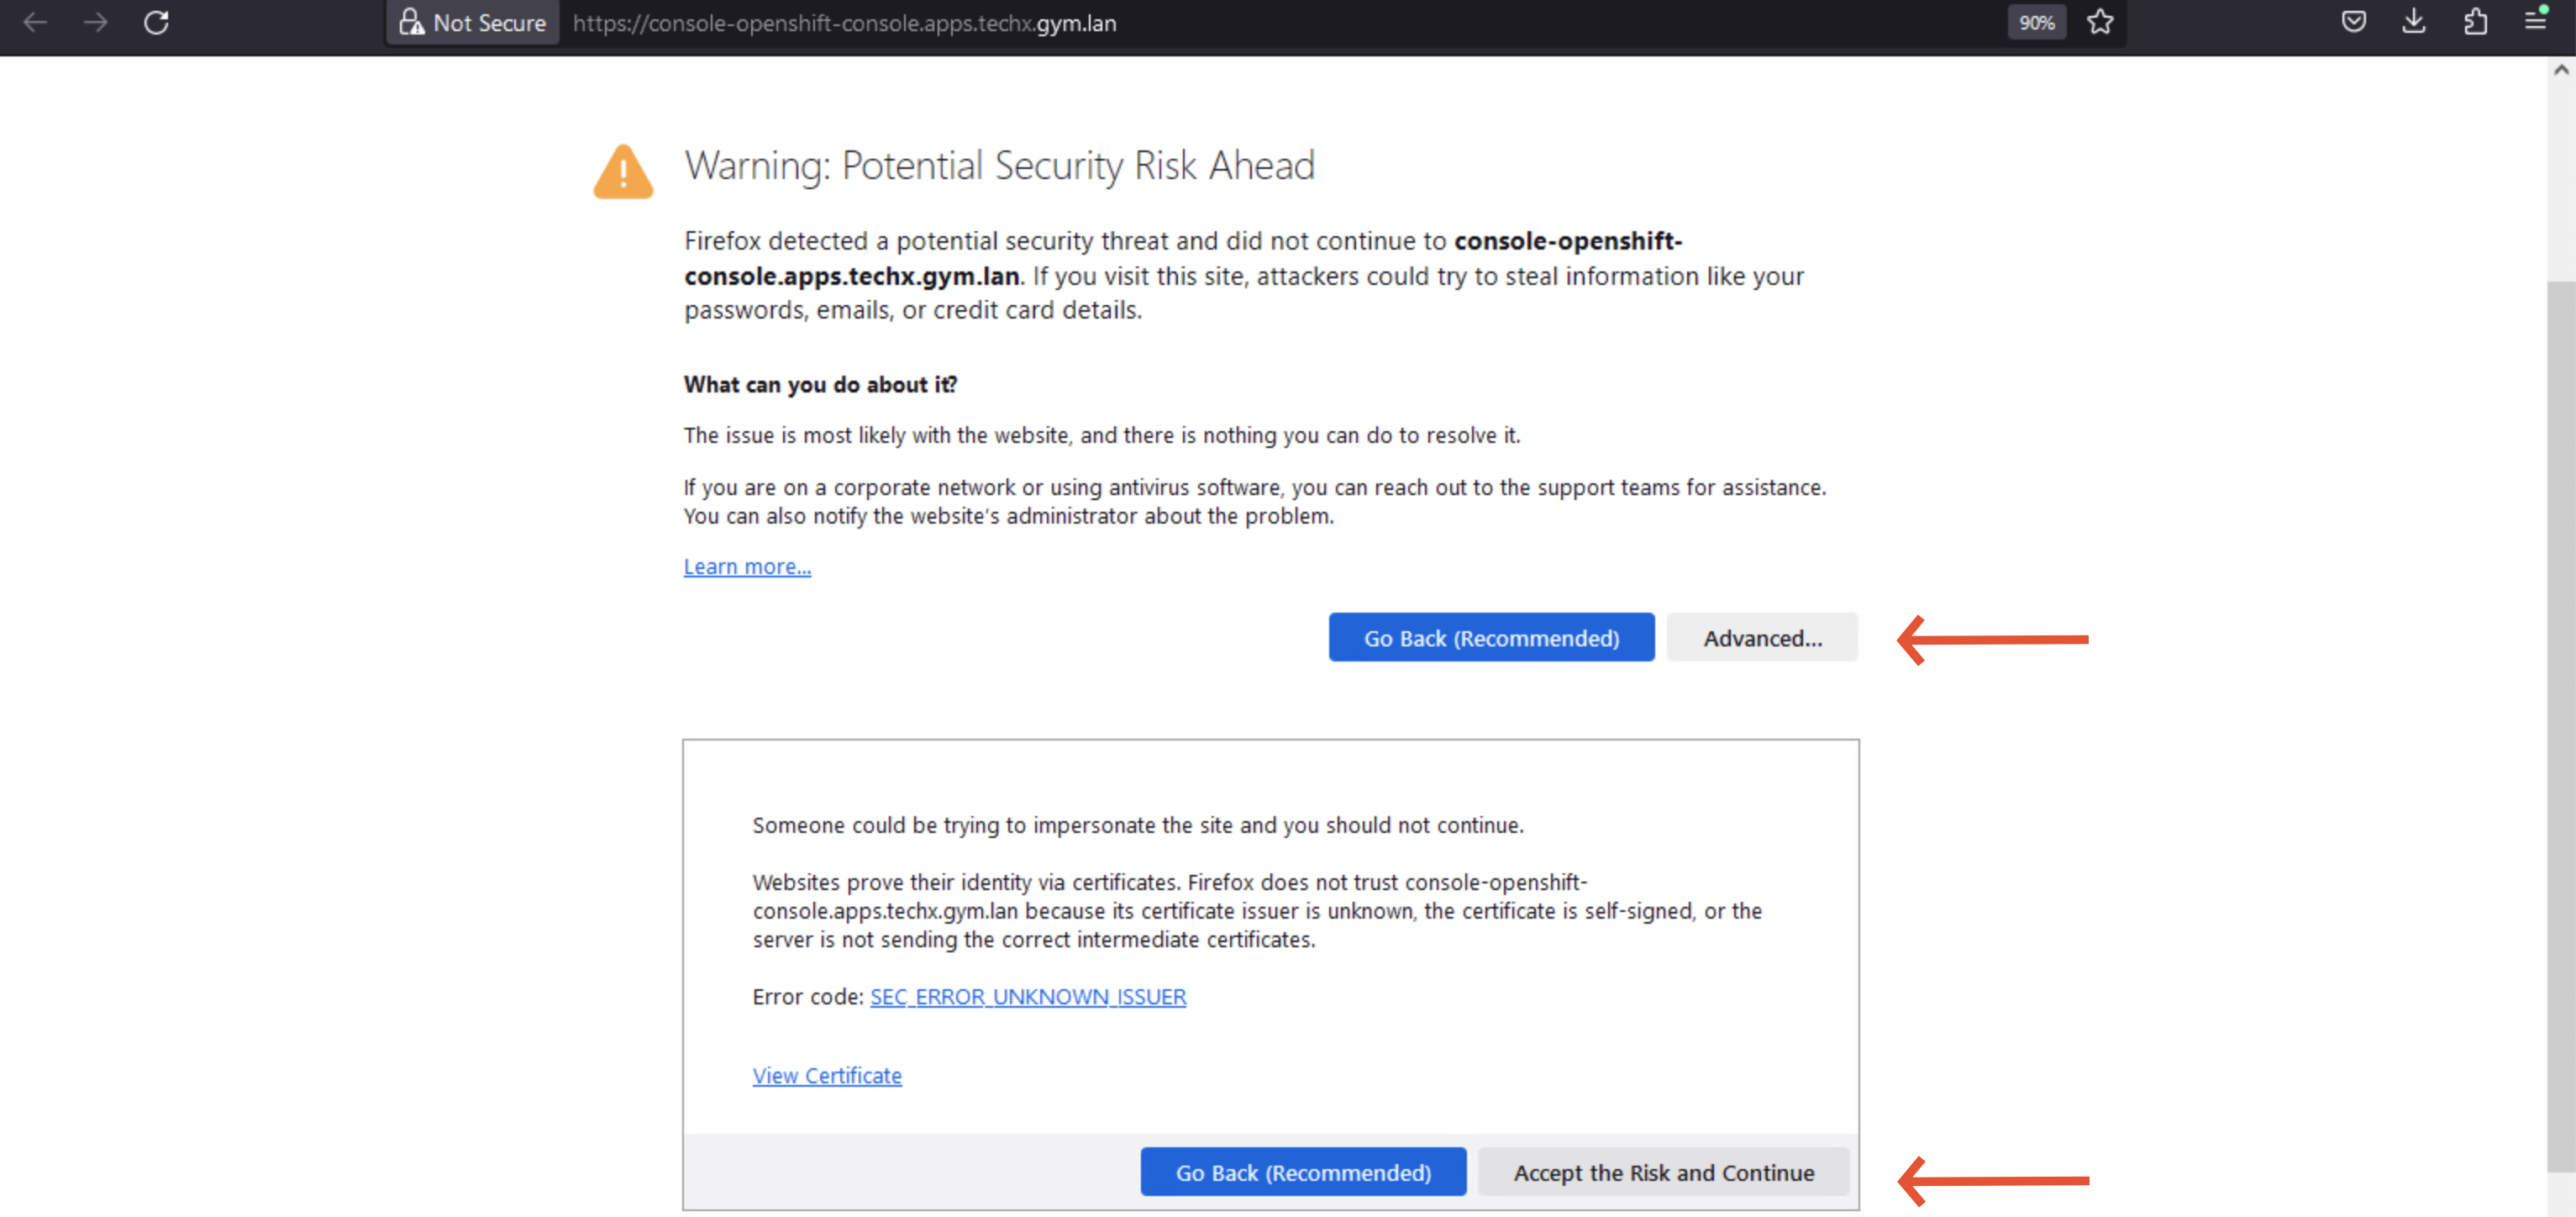 Not Secure https://console-openshift-console.apps.techx.gym.lan 90%
Warning: Potential Security Risk Ahead
Firefox detected a potential security threat and did not continue to console-openshift-
console.apps.techx.gym.lan. If you visit this site, attackers could try to steal information like your
passwords, emails, or credit card details.
What can you do about it?
The issue is most likely with the website, and there is nothing you can do to resolve it.
If you are on a corporate network or using antivirus software, you can reach out to the support teams for assistance.
You can also notify the website's administrator about the problem.
Learn more...
Go Back (Recommended) Advanced...
Someone could be trying to impersonate the site and you should not continue.
Websites prove their identity via certificates. Firefox does not trust console-openshift-
console.apps.techx.gym.lan because its certificate issuer is unknown, the certificate is self-signed, or the
server is not sending the correct intermediate certificates.
Error code: SEC_ERROR_UNKNOWN_ISSUER
View Certificate
Go Back (Recommended) Accept the Risk and Continue